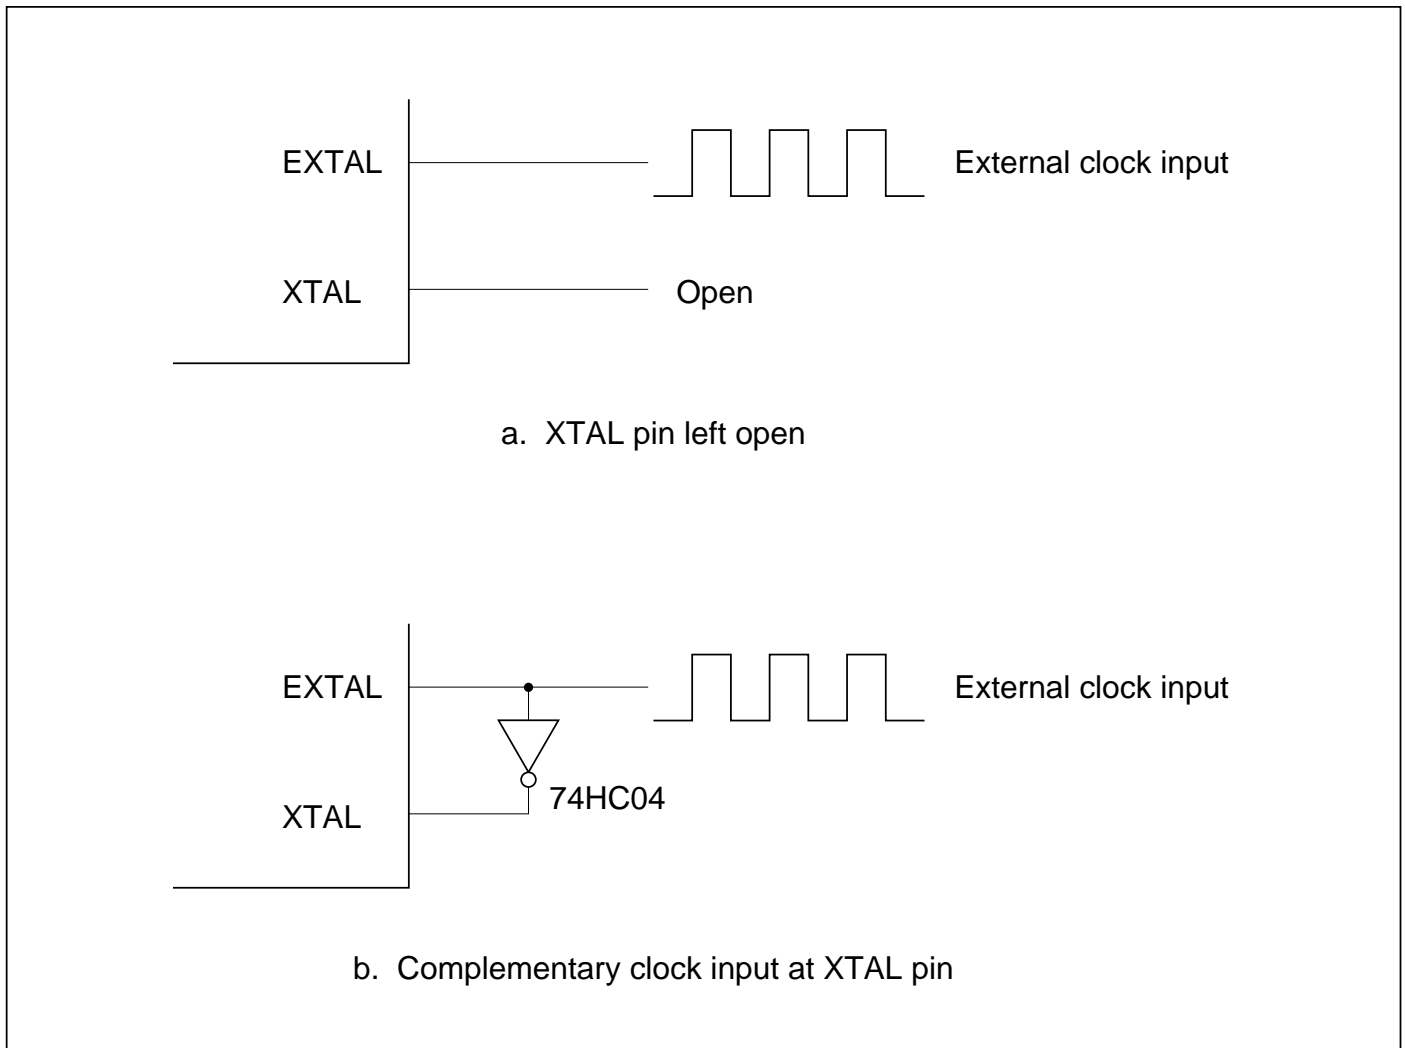 EXTAL
External clock input
XTAL
Open
a. XTAL pin left open
EXTAL
External clock input
74HC04
XTAL
b. Complementary clock input at XTAL pin